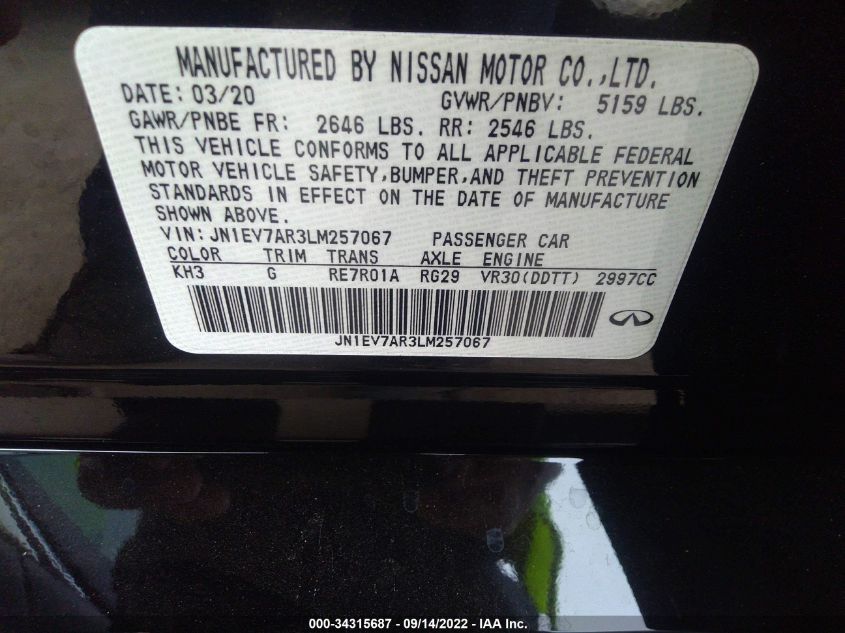 MANUFACTURED BY NISSAN MOTOR CO.,LTD.
DATE: 03/20 GVWR/PNBV: 5159 LBS.
GAWR/PNBE FR: 2646 LBS. RR: 2546 LBS.
THIS VEHICLE CONFORMS TO ALL APPLICABLE FEDERAL
MOTOR VEHICLE SAFETY,BUMPER,AND THEFT PREVENTION
STANDARDS IN EFFECT ON THE DATE OF MANUFACTURE
SHOWN ABOVE.
VIN: JN1EV7AR3LM257067 PASSENGER CAR
COLOR TRIM TRANS AXLE ENGINE
KH3 G RE7R01A RG29 VR30(DDTT) 2997CC
JN1EV7AR3LM257067
000-34315687 - 09/14/2022 - IAA Inc.